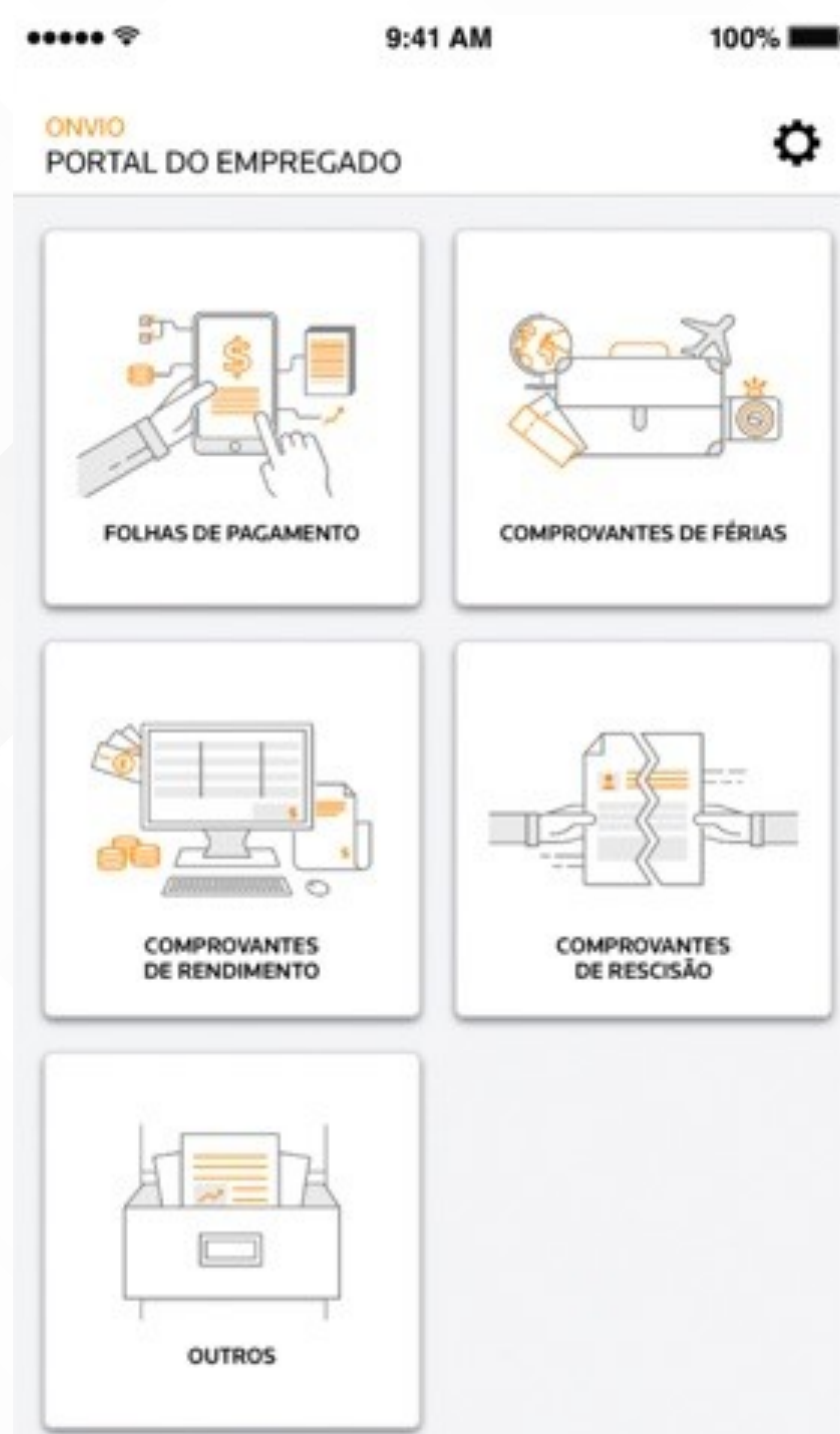 9:41 AM
100%
ONVIO
PORTAL DO EMPREGADO
FOLHAS DE PAGAMENTO
COMPROVANTES DE FÉRIAS
COMPROVANTES
DE RENDIMENTO
COMPROVANTES
DE RESCISÃO
OUTROS